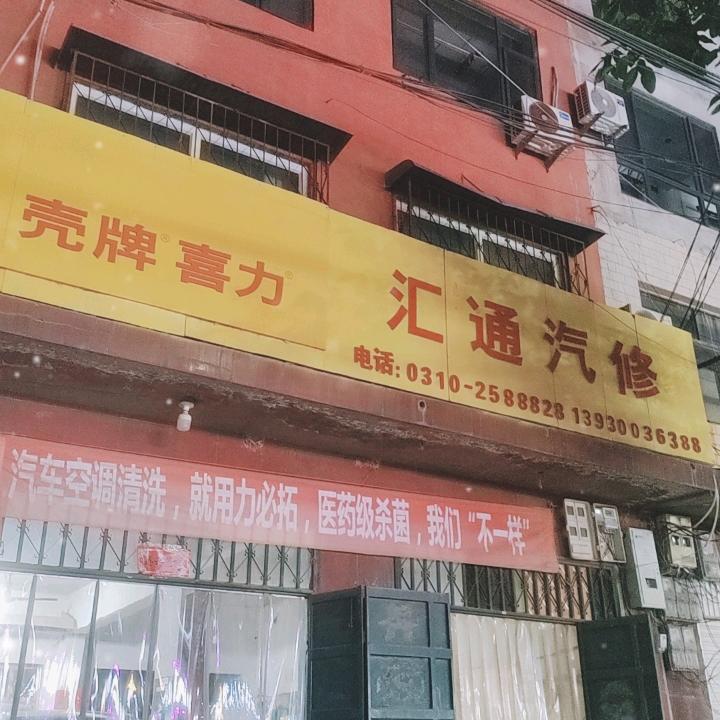 壳牌® 喜力®
汇通汽修
电话: 0310-2588828 13930036388
汽车空调清洗，就用力必拓，医药级杀菌，我们“不一样”